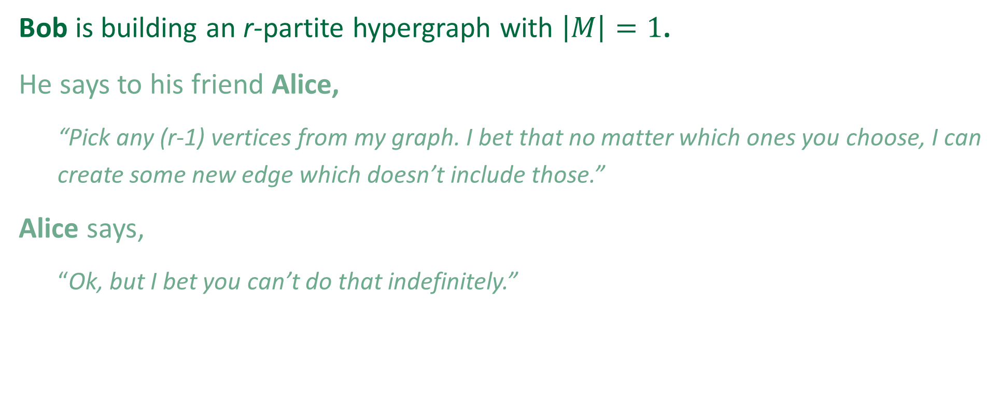 Bob is building an r-partite hypergraph with |M| = 1.
He says to his friend Alice,
“Pick any (r-1) vertices from my graph. I bet that no matter which ones you choose, I can
create some new edge which doesn’t include those.”
Alice says,
“Ok, but I bet you can’t do that indefinitely.”